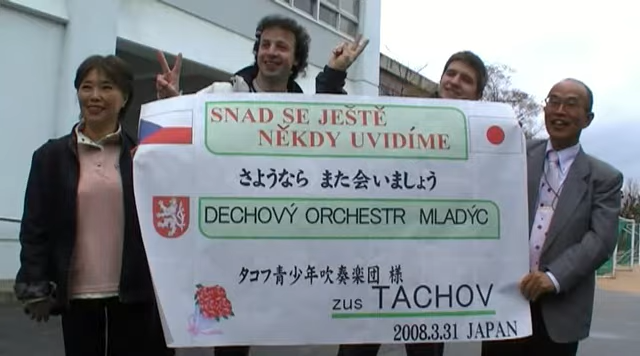 SNAD SE JEŠTĚ
NĚKDY UVIDÍME
さようなら また会いましょう
DECHOVÝ ORCHESTR MLADÝC
タコフ青少年吹奏楽団 様
zus TACHOV
2008.3.31 JAPAN